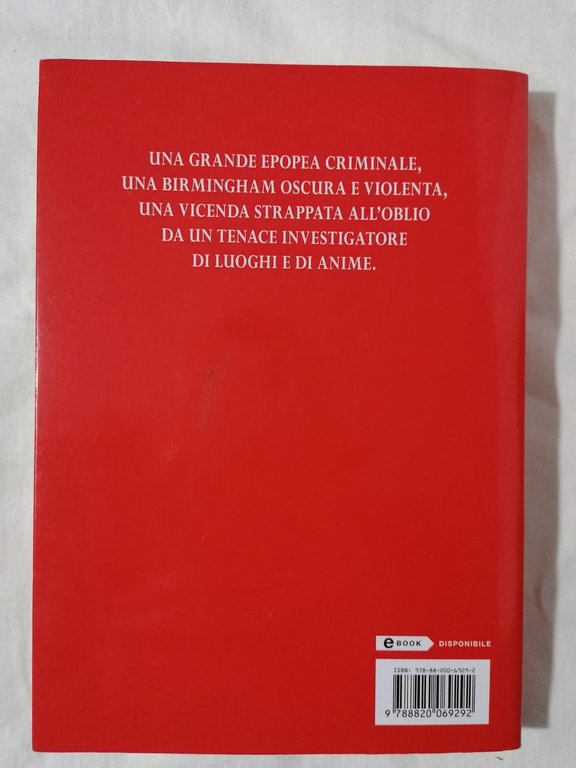 UNA GRANDE EPOPEA CRIMINALE,
UNA BIRMINGHAM OSCURA E VIOLENTA,
UNA VICENDA STRAPPATA ALL'OBLIO
DA UN TENACE INVESTIGATORE
DI LUOGHI E DI ANIME.
e BOOK DISPONIBILE
ISBN: 978-88-200-6929-2
9 788820 069292